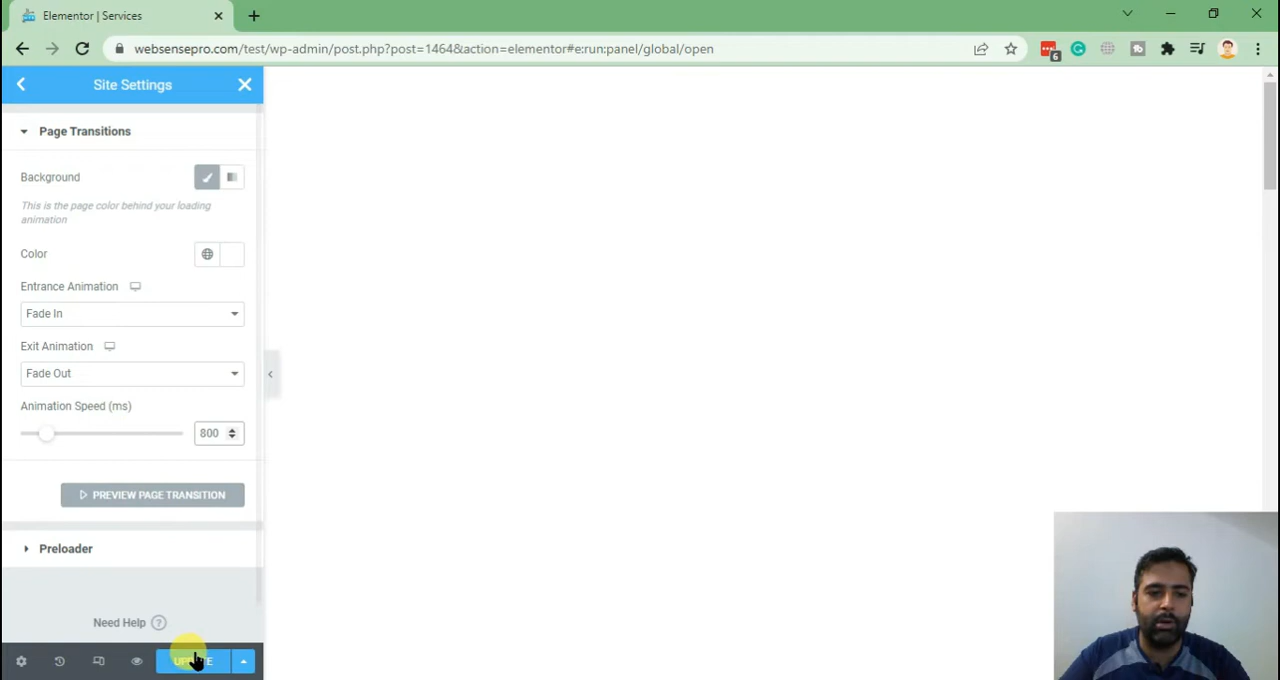 Elementor | Services
websensepro.com/test/wp-admin/post.php?post=1464&action=elementor#e:run:panel/global/open
6
Site Settings
Page Transitions
Background
This is the page color behind your loading
animation
Color
Entrance Animation
Fade In
Exit Animation
Fade Out
Animation Speed (ms)
800
PREVIEW PAGE TRANSITION
Preloader
Need Help ?